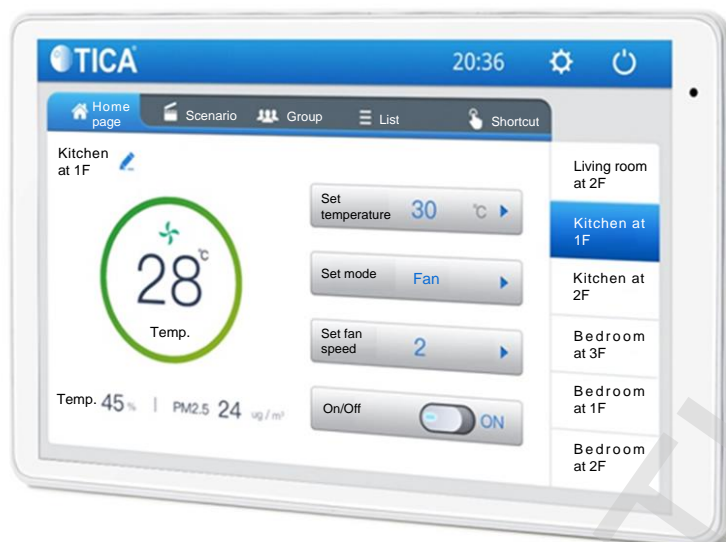 TICA
20:36
Home
page
Scenario
Group
List
Shortcut
Kitchen
at 1F
28 °C
Temp.
Temp. 45 % | PM2.5 24 ug/m³
Set
temperature 30 °C
Set mode Fan
Set fan
speed 2
On/Off ON
Living room
at 2F
Kitchen at
1F
Kitchen at
2F
Bedroom
at 3F
Bedroom
at 1F
Bedroom
at 2F